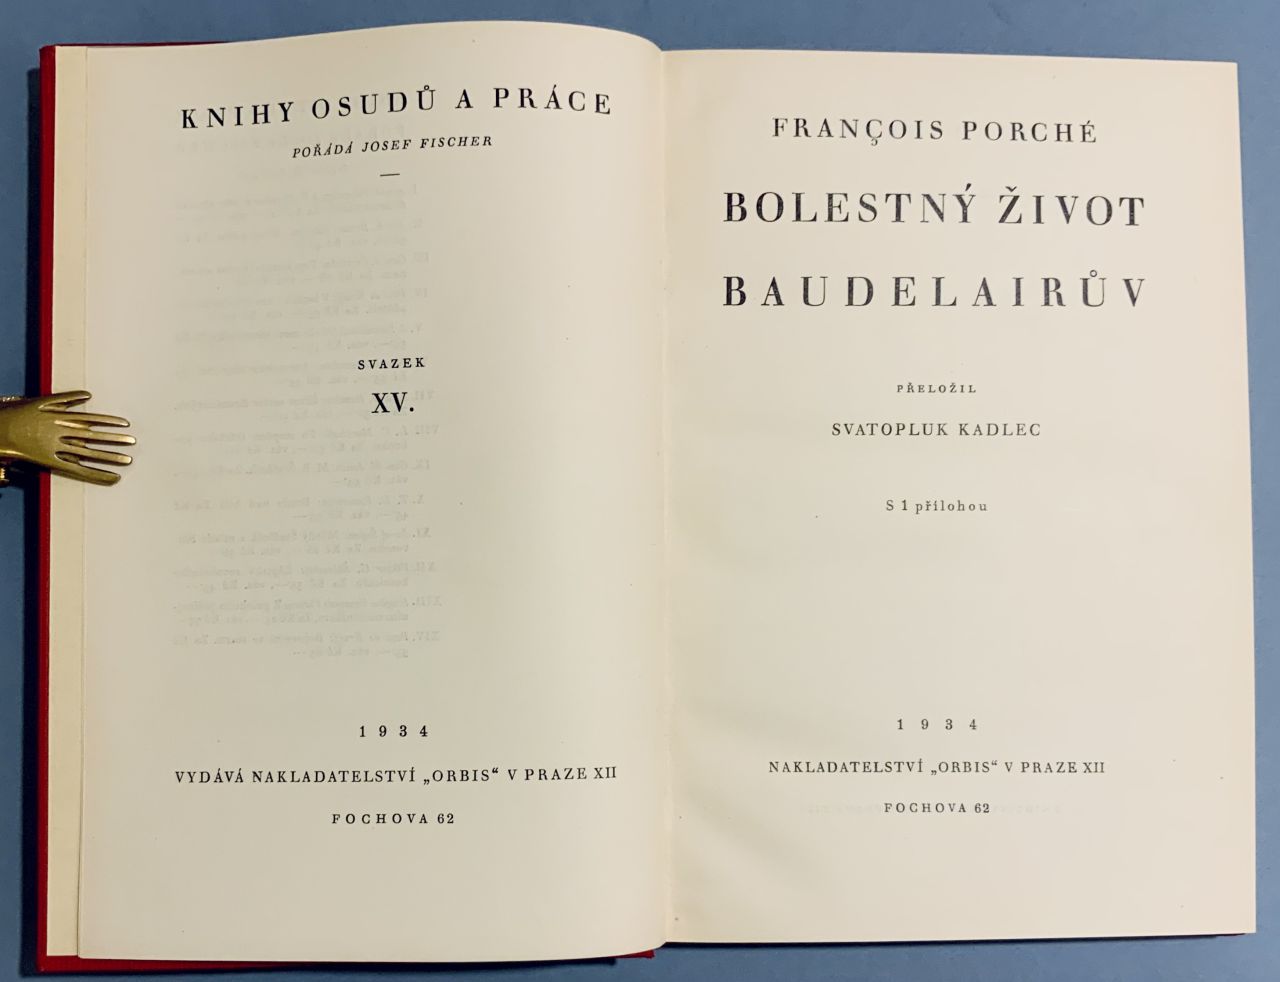 KNIHY OSUDŮ A PRÁCE
POŘÁDÁ JOSEF FISCHER
—
SVAZEK
XV.
1934
VYDÁVÁ NAKLADATELSTVÍ „ORBIS“ V PRAZE XII
FOCHOVA 62
FRANÇOIS PORCHÉ
BOLESTNÝ ŽIVOT
BAUDELAIRŮV
PŘELOŽIL
SVATOPLUK KADLEC
S 1 přílohou
1934
NAKLADATELSTVÍ „ORBIS“ V PRAZE XII
FOCHOVA 62